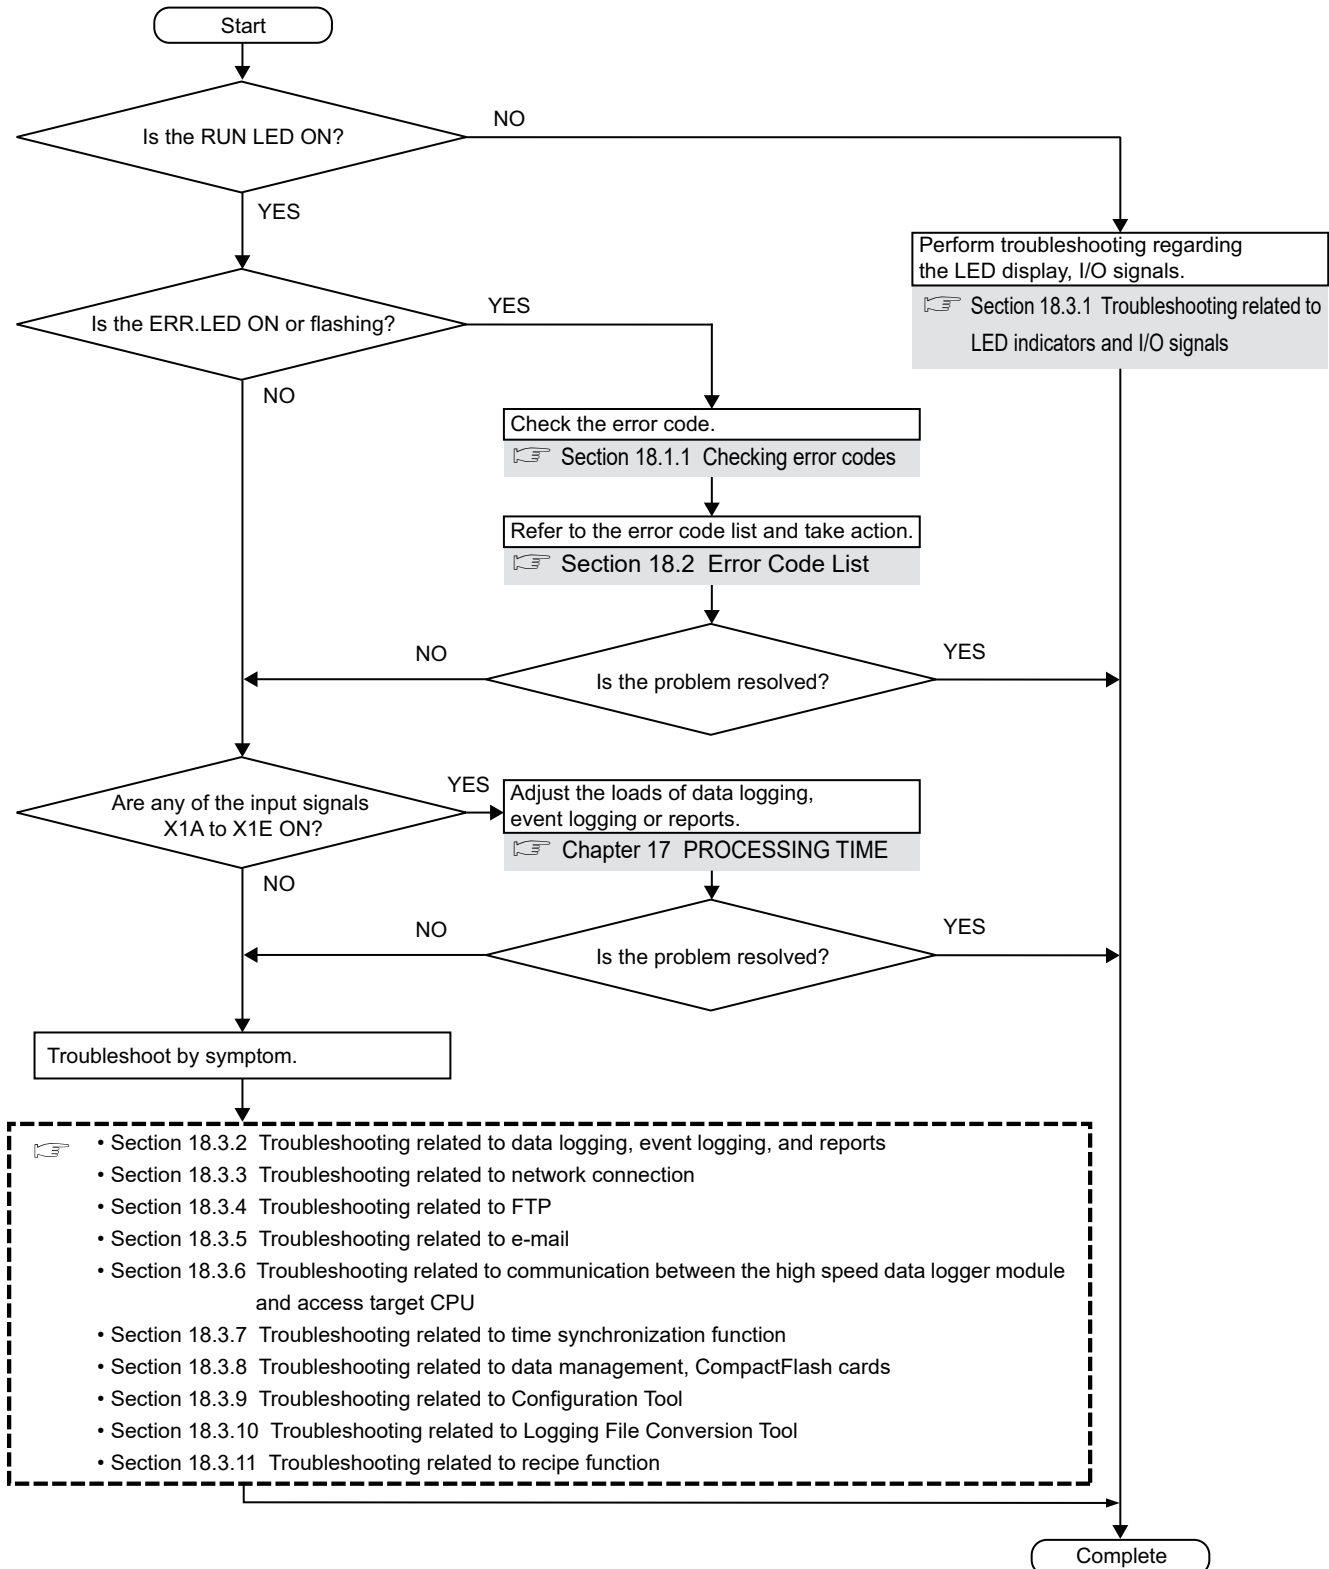 Start
Is the RUN LED ON?
NO
YES
Perform troubleshooting regarding
the LED display, I/O signals.
Section 18.3.1 Troubleshooting related to
LED indicators and I/O signals
Is the ERR.LED ON or flashing?
YES
NO
Check the error code.
Section 18.1.1 Checking error codes
Refer to the error code list and take action.
Section 18.2 Error Code List
NO
Is the problem resolved?
YES
Are any of the input signals
X1A to X1E ON?
YES
NO
Adjust the loads of data logging,
event logging or reports.
Chapter 17 PROCESSING TIME
NO
Is the problem resolved?
YES
Troubleshoot by symptom.
• Section 18.3.2 Troubleshooting related to data logging, event logging, and reports
• Section 18.3.3 Troubleshooting related to network connection
• Section 18.3.4 Troubleshooting related to FTP
• Section 18.3.5 Troubleshooting related to e-mail
• Section 18.3.6 Troubleshooting related to communication between the high speed data logger module
and access target CPU
• Section 18.3.7 Troubleshooting related to time synchronization function
• Section 18.3.8 Troubleshooting related to data management, CompactFlash cards
• Section 18.3.9 Troubleshooting related to Configuration Tool
• Section 18.3.10 Troubleshooting related to Logging File Conversion Tool
• Section 18.3.11 Troubleshooting related to recipe function
Complete